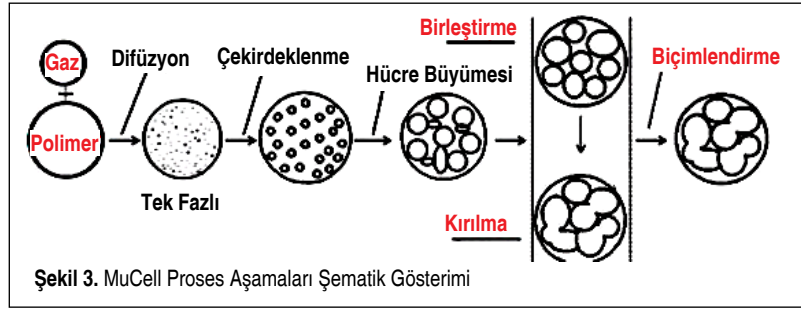 Gaz
Polimer
Difüzyon
Tek Fazlı
Çekirdeklenme
Hücre Büyümesi
Birleştirme
Kırılma
Biçimlendirme
Şekil 3. MuCell Proses Aşamaları Şematik Gösterimi